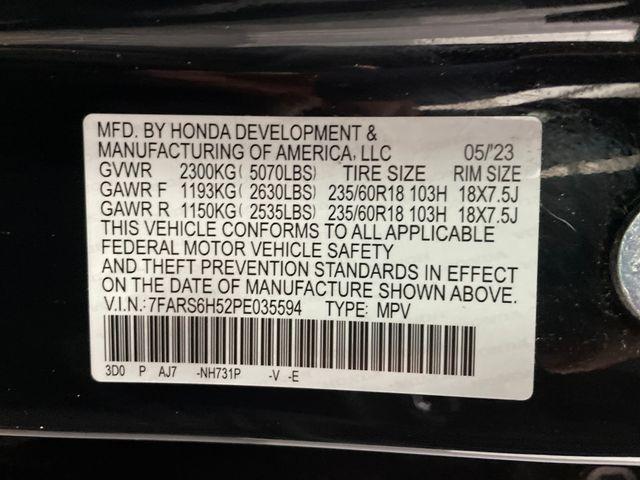 MFD. BY HONDA DEVELOPMENT &
MANUFACTURING OF AMERICA, LLC 05/'23
GVWR 2300KG( 5070LBS) TIRE SIZE RIM SIZE
GAWR F 1193KG( 2630LBS) 235/60R18 103H 18X7.5J
GAWR R 1150KG( 2535LBS) 235/60R18 103H 18X7.5J
THIS VEHICLE CONFORMS TO ALL APPLICABLE
FEDERAL MOTOR VEHICLE SAFETY
AND THEFT PREVENTION STANDARDS IN EFFECT
ON THE DATE OF MANUFACTURE SHOWN ABOVE.
V.I.N.:7FARS6H52PE035594 TYPE: MPV
3D0 P AJ7 -NH731P -V -E